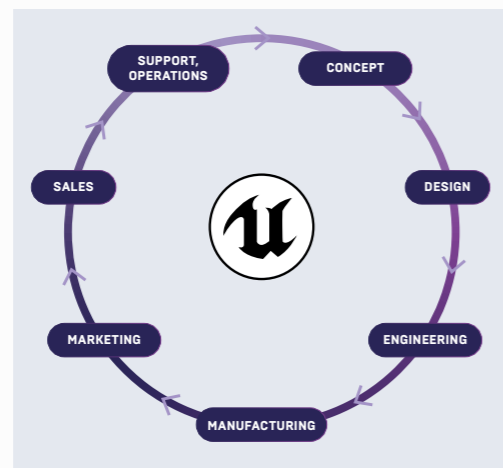 SUPPORT,
OPERATIONS
CONCEPT
SALES
DESIGN
MARKETING
ENGINEERING
MANUFACTURING